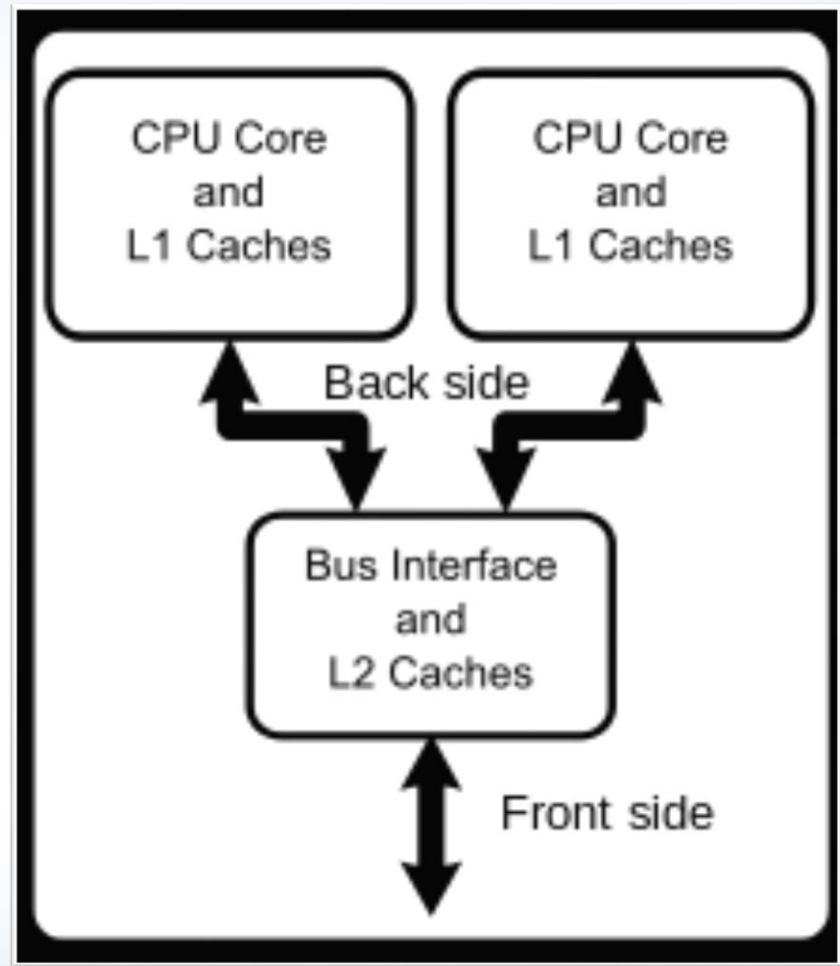 CPU Core
and
L1 Caches
CPU Core
and
L1 Caches
Back side
Bus Interface
and
L2 Caches
Front side